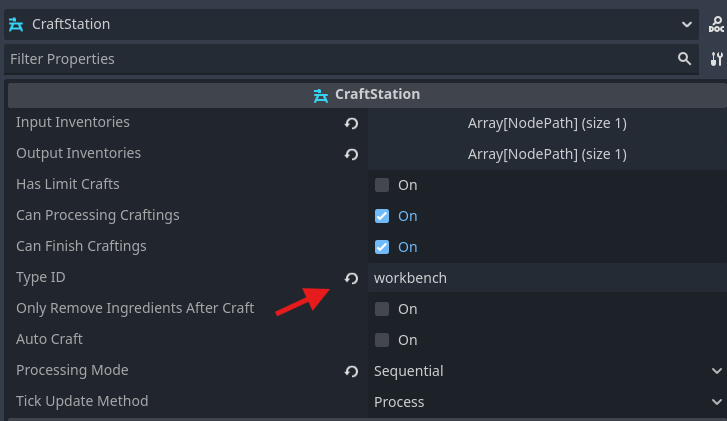 CraftStation
DOC
Filter Properties
CraftStation
Input Inventories Array[NodePath] (size 1)
Output Inventories Array[NodePath] (size 1)
Has Limit Crafts On
Can Processing Craftings On
Can Finish Craftings On
Type ID workbench
Only Remove Ingredients After Craft On
Auto Craft On
Processing Mode Sequential
Tick Update Method Process